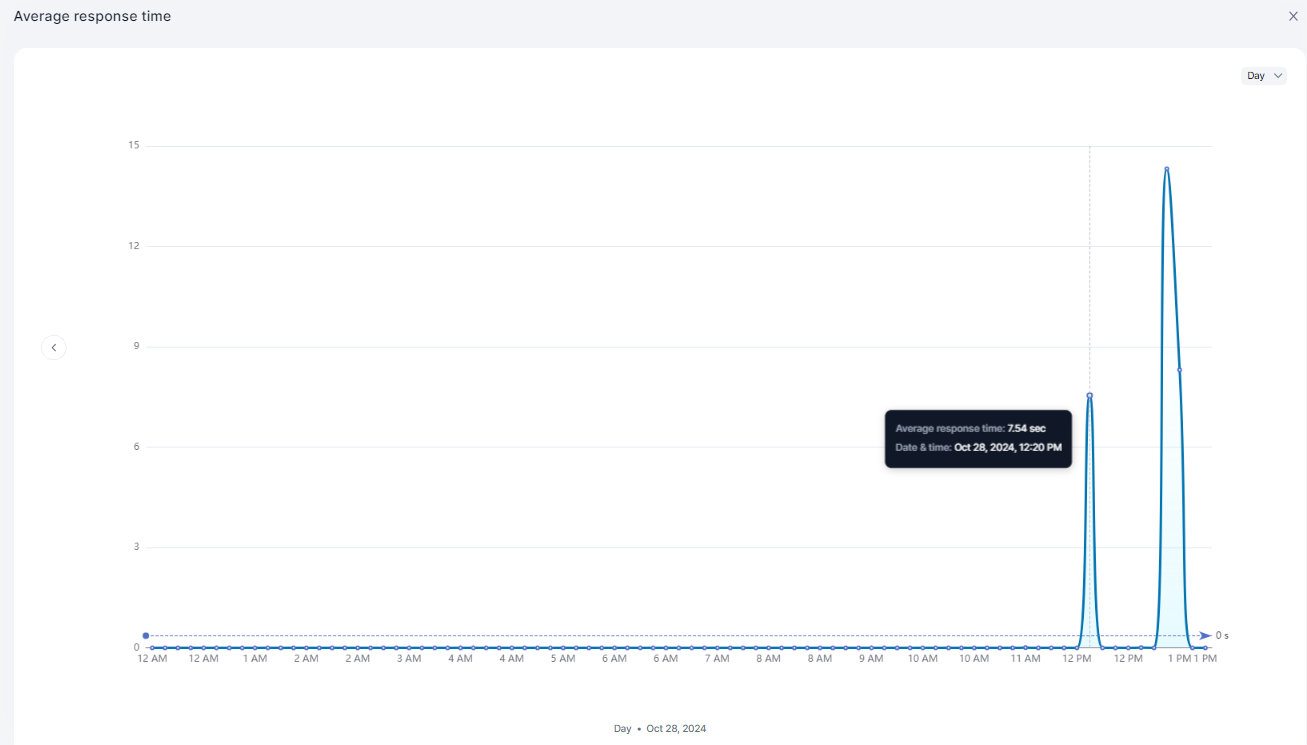 Average response time
Day
15
12
9
6
3
0
Average response time: 7.54 sec
Date & time: Oct 28, 2024, 12:20 PM
0 s
12 AM 12 AM 1 AM 2 AM 2 AM 3 AM 4 AM 4 AM 5 AM 6 AM 6 AM 7 AM 8 AM 8 AM 9 AM 10 AM 10 AM 11 AM 12 PM 12 PM 1 PM 1 PM
Day • Oct 28, 2024